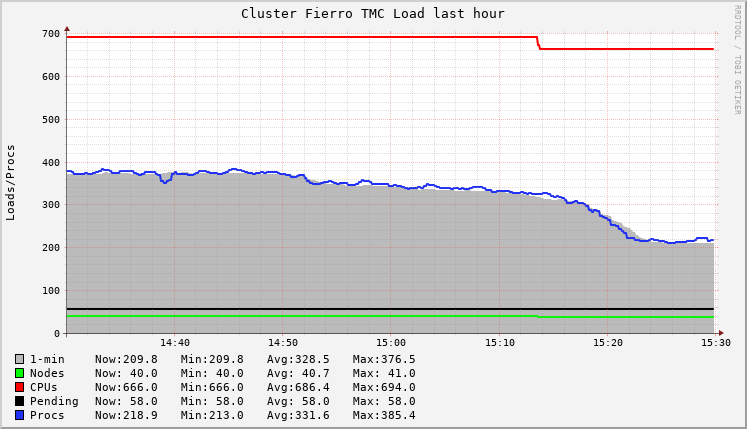 Cluster Fierro TMC Load last hour
RRDTOOL / TOBI OETIKER
Loads/Procs
700
600
500
400
300
200
100
0
14:40 14:50 15:00 15:10 15:20 15:30
1-min Now:209.8 Min:209.8 Avg:328.5 Max:376.5
Nodes Now: 40.0 Min: 40.0 Avg: 40.7 Max: 41.0
CPUs Now:666.0 Min:666.0 Avg:686.4 Max:694.0
Pending Now: 58.0 Min: 58.0 Avg: 58.0 Max: 58.0
Procs Now:218.9 Min:213.0 Avg:331.6 Max:385.4